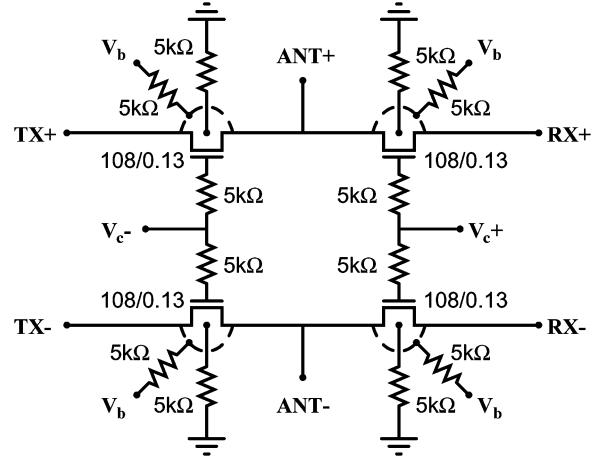 V_b 5kΩ ANT+ 5kΩ V_b
5kΩ 5kΩ
TX+ RX+
108/0.13 108/0.13
5kΩ 5kΩ
V_c- V_c+
5kΩ 5kΩ
108/0.13 108/0.13
TX- RX-
5kΩ 5kΩ
V_b 5kΩ ANT- 5kΩ V_b